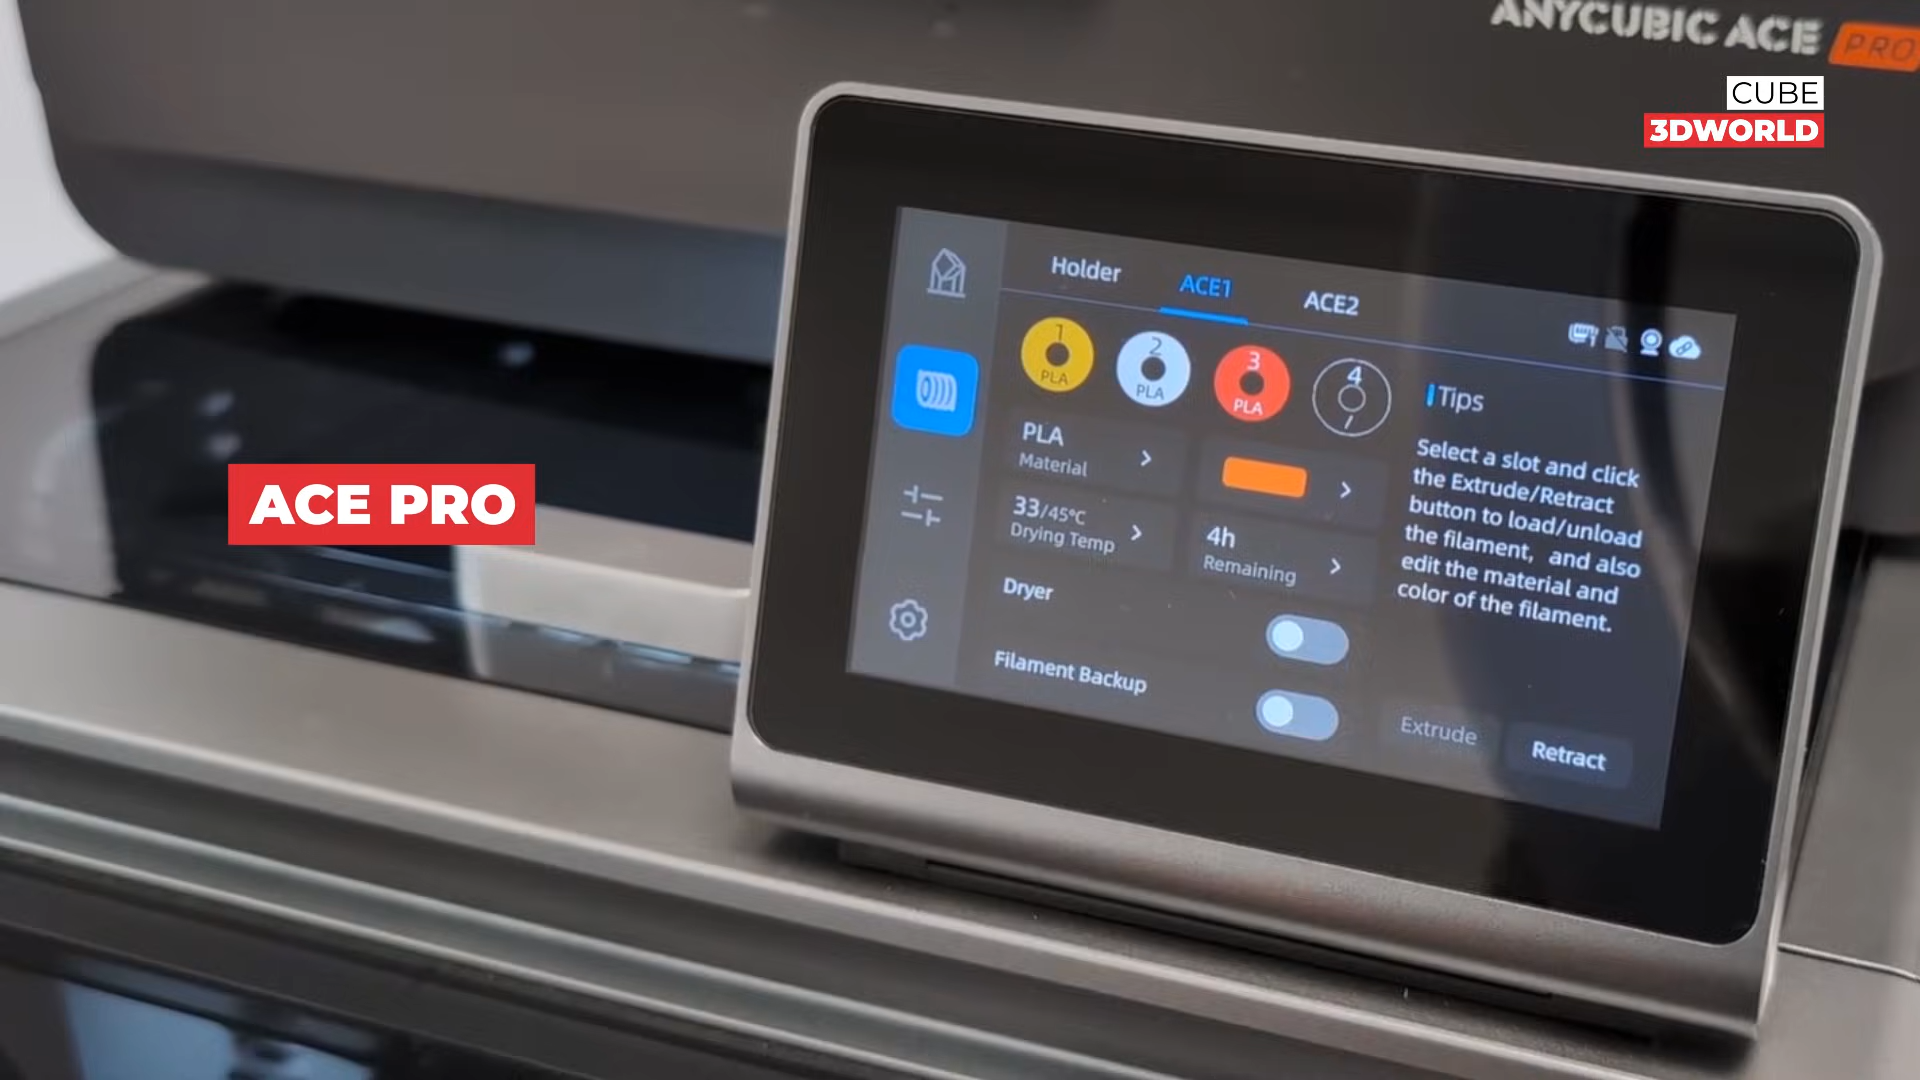 ANYCUBIC ACE PRO
CUBE
3DWORLD
Holder ACE1 ACE2
1 PLA
2 PLA
3 PLA
4 /
Tips
PLA
Material
Select a slot and click
the Extrude/Retract
button to load/unload
the filament, and also
edit the material and
color of the filament.
33/45°C
Drying Temp
4h
Remaining
Dryer
Filament Backup
Extrude
Retract
ACE PRO